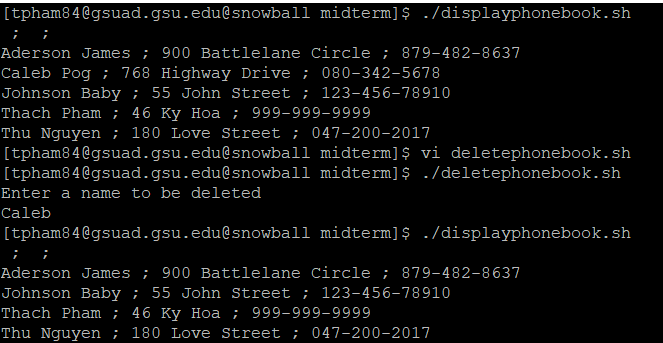 [tpham84@gsuad.gsu.edu@snowball midterm]$ ./displayphonebook.sh
 ;  ;
Aderson James ; 900 Battlelane Circle ; 879-482-8637
Caleb Pog ; 768 Highway Drive ; 080-342-5678
Johnson Baby ; 55 John Street ; 123-456-78910
Thach Pham ; 46 Ky Hoa ; 999-999-9999
Thu Nguyen ; 180 Love Street ; 047-200-2017
[tpham84@gsuad.gsu.edu@snowball midterm]$ vi deletephonebook.sh
[tpham84@gsuad.gsu.edu@snowball midterm]$ ./deletephonebook.sh
Enter a name to be deleted
Caleb
[tpham84@gsuad.gsu.edu@snowball midterm]$ ./displayphonebook.sh
 ;  ;
Aderson James ; 900 Battlelane Circle ; 879-482-8637
Johnson Baby ; 55 John Street ; 123-456-78910
Thach Pham ; 46 Ky Hoa ; 999-999-9999
Thu Nguyen ; 180 Love Street ; 047-200-2017